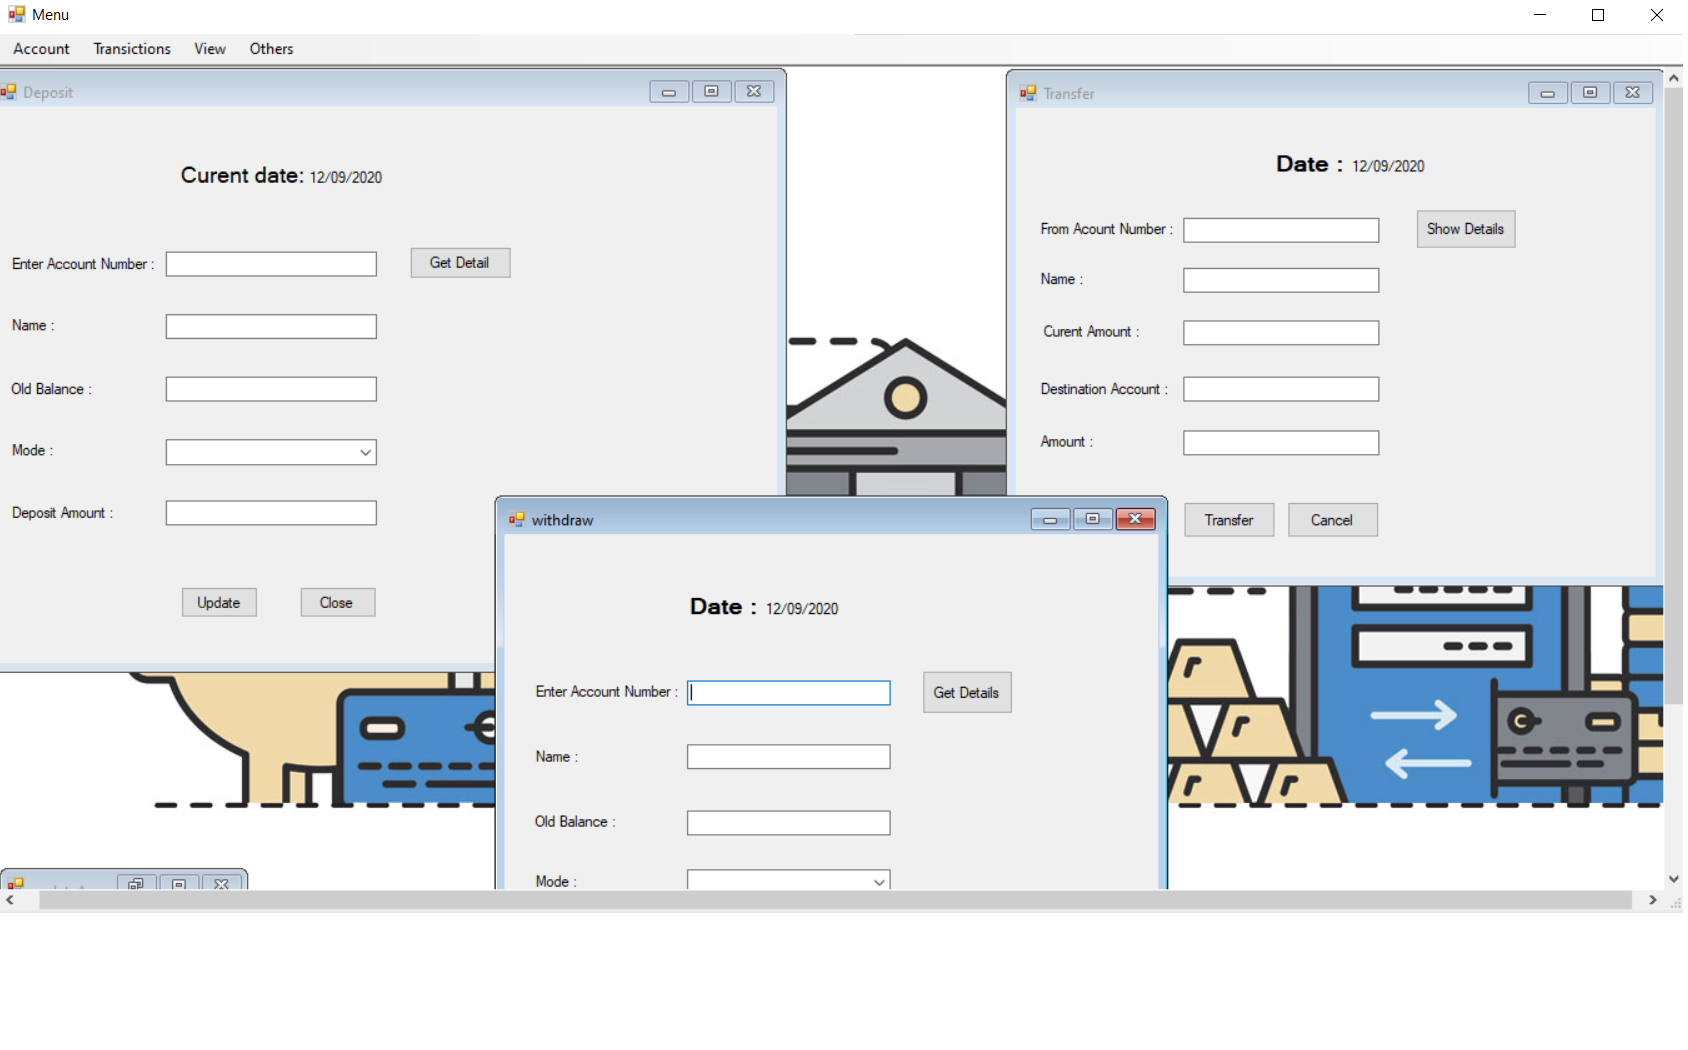 Menu
Account Transictions View Others
Deposit
Curent date: 12/09/2020
Enter Account Number : Get Detail
Name :
Old Balance :
Mode :
Deposit Amount :
Update Close
Transfer
Date : 12/09/2020
From Acount Number : Show Details
Name :
Curent Amount :
Destination Account :
Amount :
Transfer Cancel
withdraw
Date : 12/09/2020
Enter Account Number : Get Details
Name :
Old Balance :
Mode :